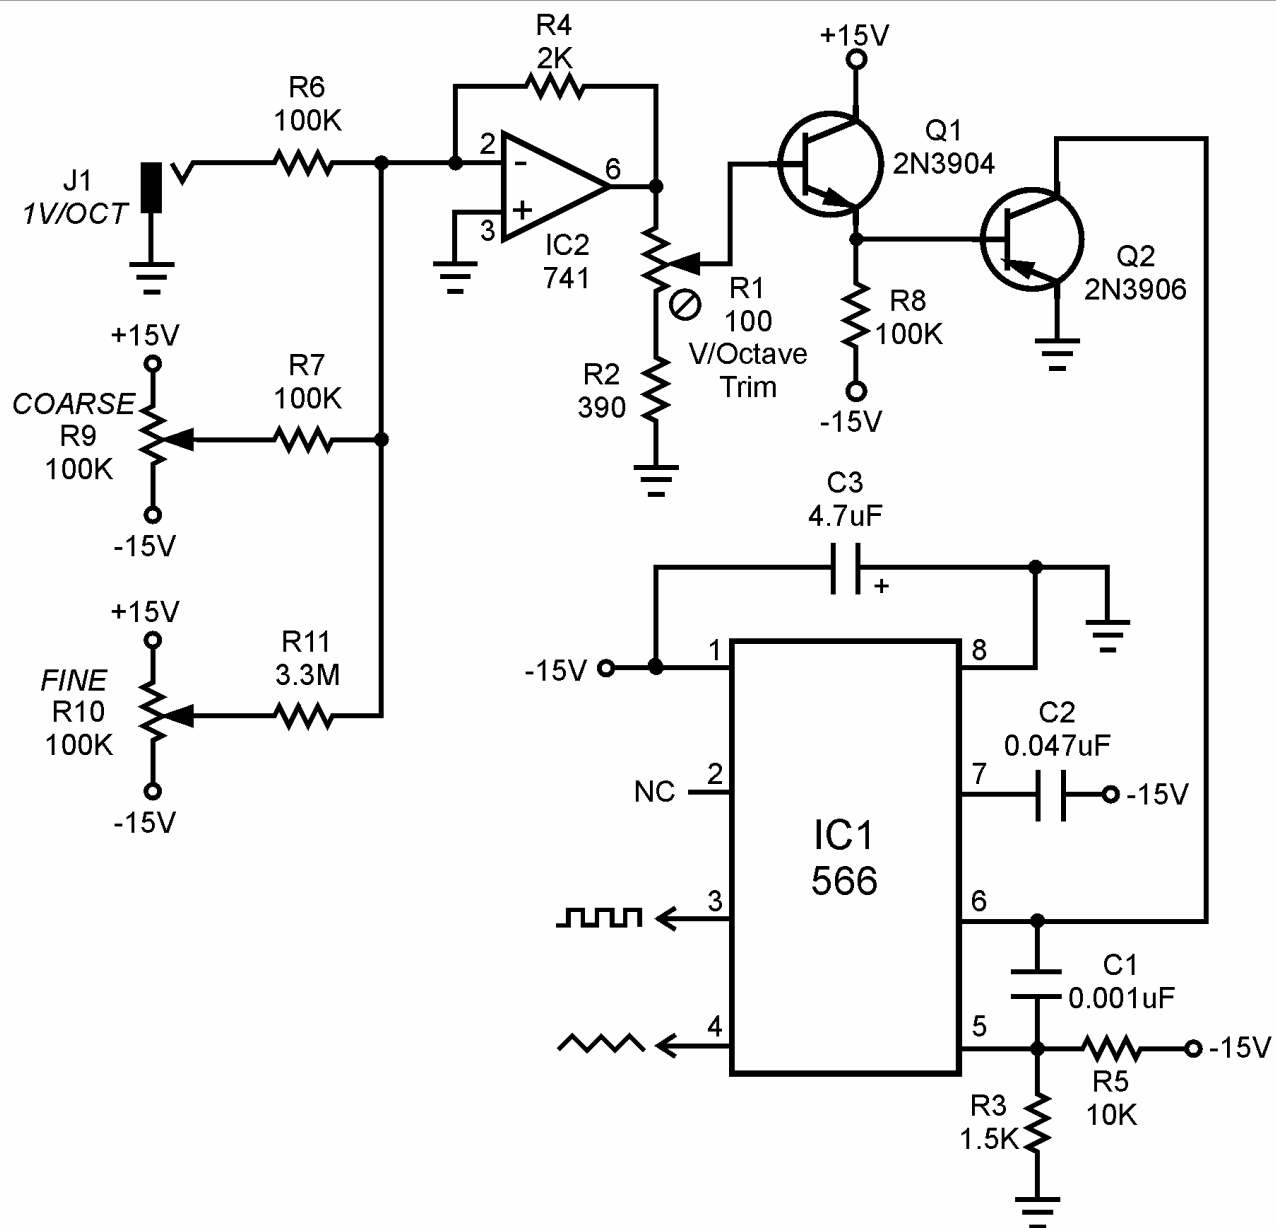 R4
2K
+15V
R6
100K
Q1
2N3904
2
-
6
J1
1V/OCT
+
3
IC2
741
Q2
2N3906
R1
100
V/Octave
Trim
R8
100K
+15V
COARSE
R9
100K
R7
100K
R2
390
-15V
-15V
C3
4.7uF
+
+15V
FINE
R10
100K
R11
3.3M
-15V
-15V
1
8
C2
0.047uF
NC
2
7
-15V
IC1
566
3
6
C1
0.001uF
4
5
-15V
R5
10K
R3
1.5K